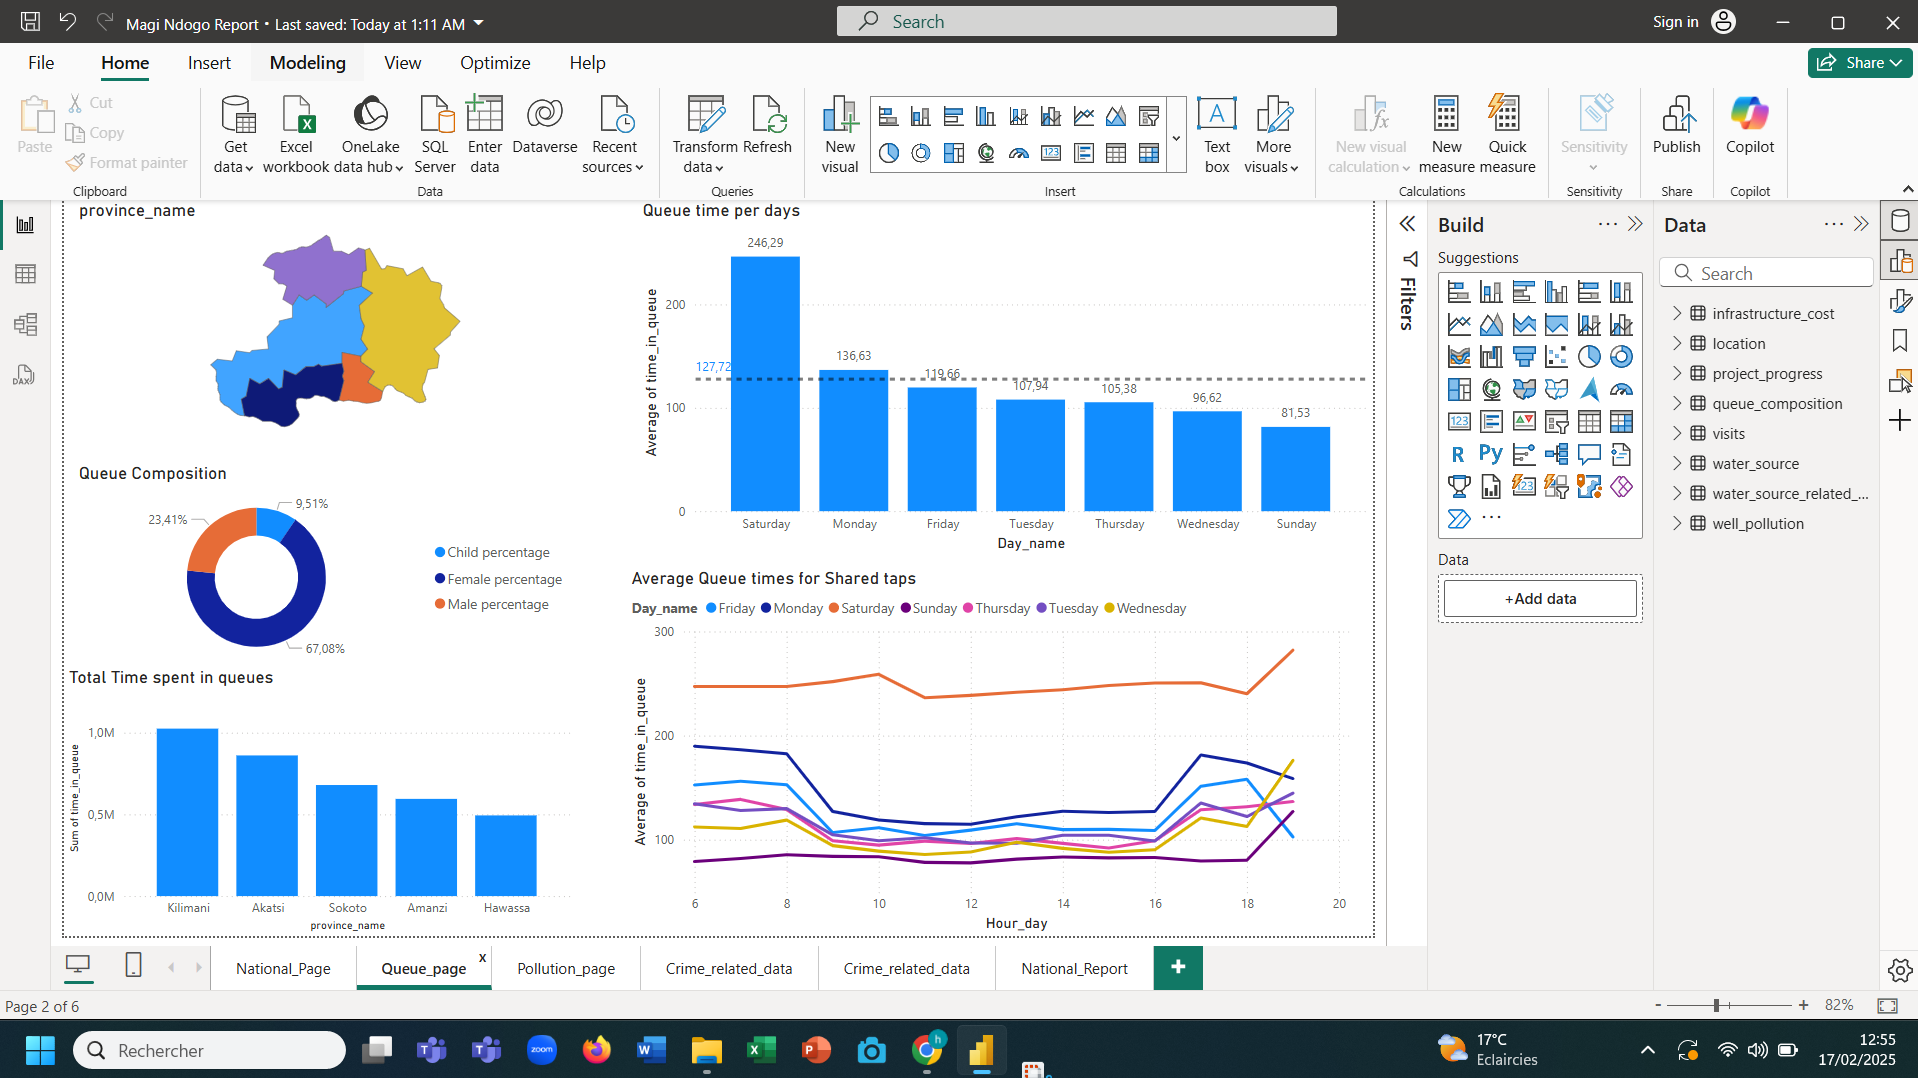 Magi Ndogo Report • Last saved: Today at 1:11 AM
Search
Sign in
File
Home
Insert
Modeling
View
Optimize
Help
Share
Paste
Cut
Copy
Format painter
Clipboard
Get data
Excel workbook
OneLake data hub
SQL Server
Enter data
Dataverse
Recent sources
Data
Transform data
Refresh
Queries
New visual
Text box
More visuals
Insert
New visual calculation
New measure
Quick measure
Calculations
Sensitivity
Sensitivity
Publish
Share
Copilot
Copilot
province_name
Queue Composition
9,51%
23,41%
67,08%
Child percentage
Female percentage
Male percentage
Total Time spent in queues
Sum of time_in_queue
1,0M
0,5M
0,0M
Kilimani Akatsi Sokoto Amanzi Hawassa
province_name
Queue time per days
Average of time_in_queue
200
100
0
246,29
127,72
136,63
119,66
107,94
105,38
96,62
81,53
Saturday Monday Friday Tuesday Thursday Wednesday Sunday
Day_name
Average Queue times for Shared taps
Day_name Friday Monday Saturday Sunday Thursday Tuesday Wednesday
Average of time_in_queue
300
200
100
6 8 10 12 14 16 18 20
Hour_day
Filters
Build
Suggestions
Data
+Add data
Data
Search
infrastructure_cost
location
project_progress
queue_composition
visits
water_source
water_source_related_...
well_pollution
National_Page
Queue_page
x
Pollution_page
Crime_related_data
Crime_related_data
National_Report
+
Page 2 of 6
- + 82%
Rechercher
17°C
Eclaircies
12:55
17/02/2025